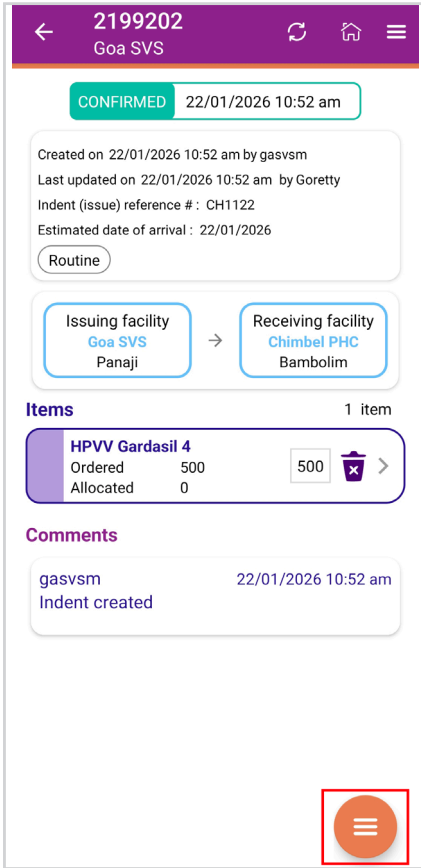 2199202
Goa SVS
CONFIRMED 22/01/2026 10:52 am
Created on 22/01/2026 10:52 am by gasvsm
Last updated on 22/01/2026 10:52 am by Goretty
Indent (issue) reference # : CH1122
Estimated date of arrival : 22/01/2026
Routine
Issuing facility
Goa SVS
Panaji
Receiving facility
Chimbel PHC
Bambolim
Items 1 item
HPVV Gardasil 4
Ordered 500
Allocated 0
500
Comments
gasvsm 22/01/2026 10:52 am
Indent created